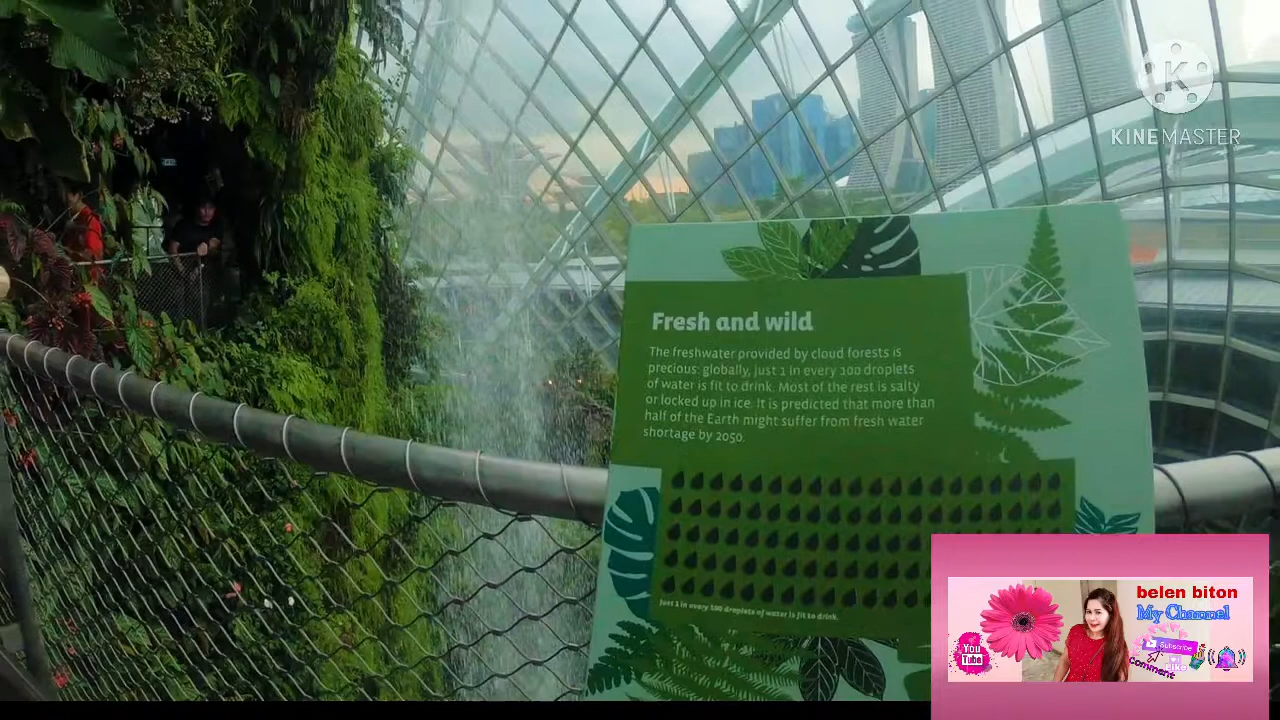 KINEMASTER
Fresh and wild
The freshwater provided by cloud forests is
precious: globally, just 1 in every 100 droplets
of water is fit to drink. Most of the rest is salty
or locked up in ice. It is predicted that more than
half of the Earth might suffer from fresh water
shortage by 2050.
Just 1 in every 100 droplets of water is fit to drink.
belen biton
My Channel
You
Tube
Subscribe
Like
Comment